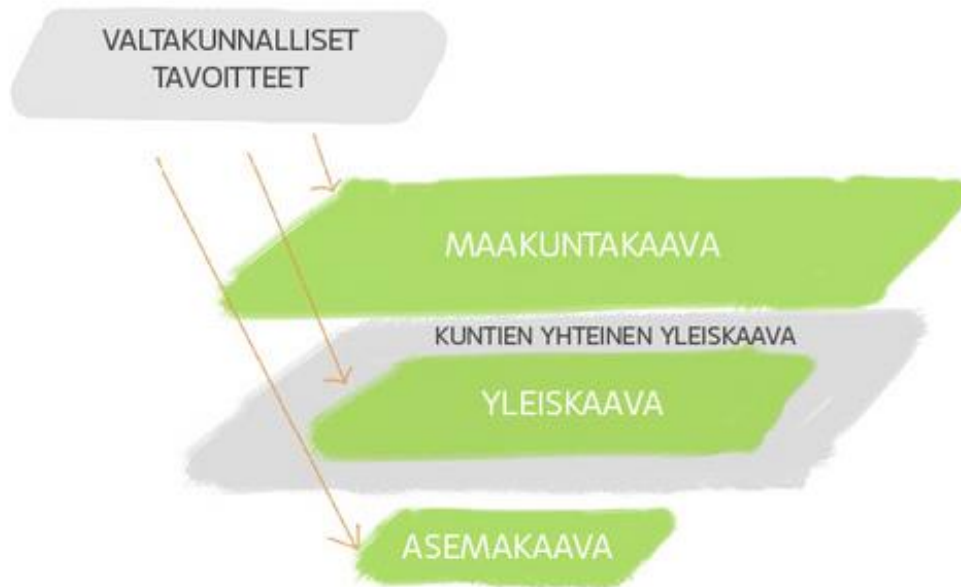 VALTAKUNNALLISET
TAVOITTEET
MAAKUNTAKAAVA
KUNTIEN YHTEINEN YLEISKAAVA
YLEISKAAVA
ASEMAKAAVA